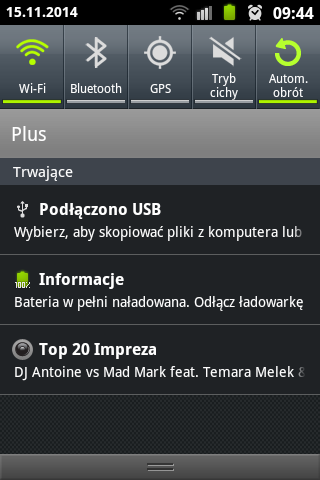 15.11.2014 09:44
Wi-Fi Bluetooth GPS Tryb cichy Autom. obrót
Plus
Trwające
Podłączono USB
Wybierz, aby skopiować pliki z komputera lub
100%
Informacje
Bateria w pełni naładowana. Odłącz ładowarkę
Top 20 Impreza
DJ Antoine vs Mad Mark feat. Temara Melek &